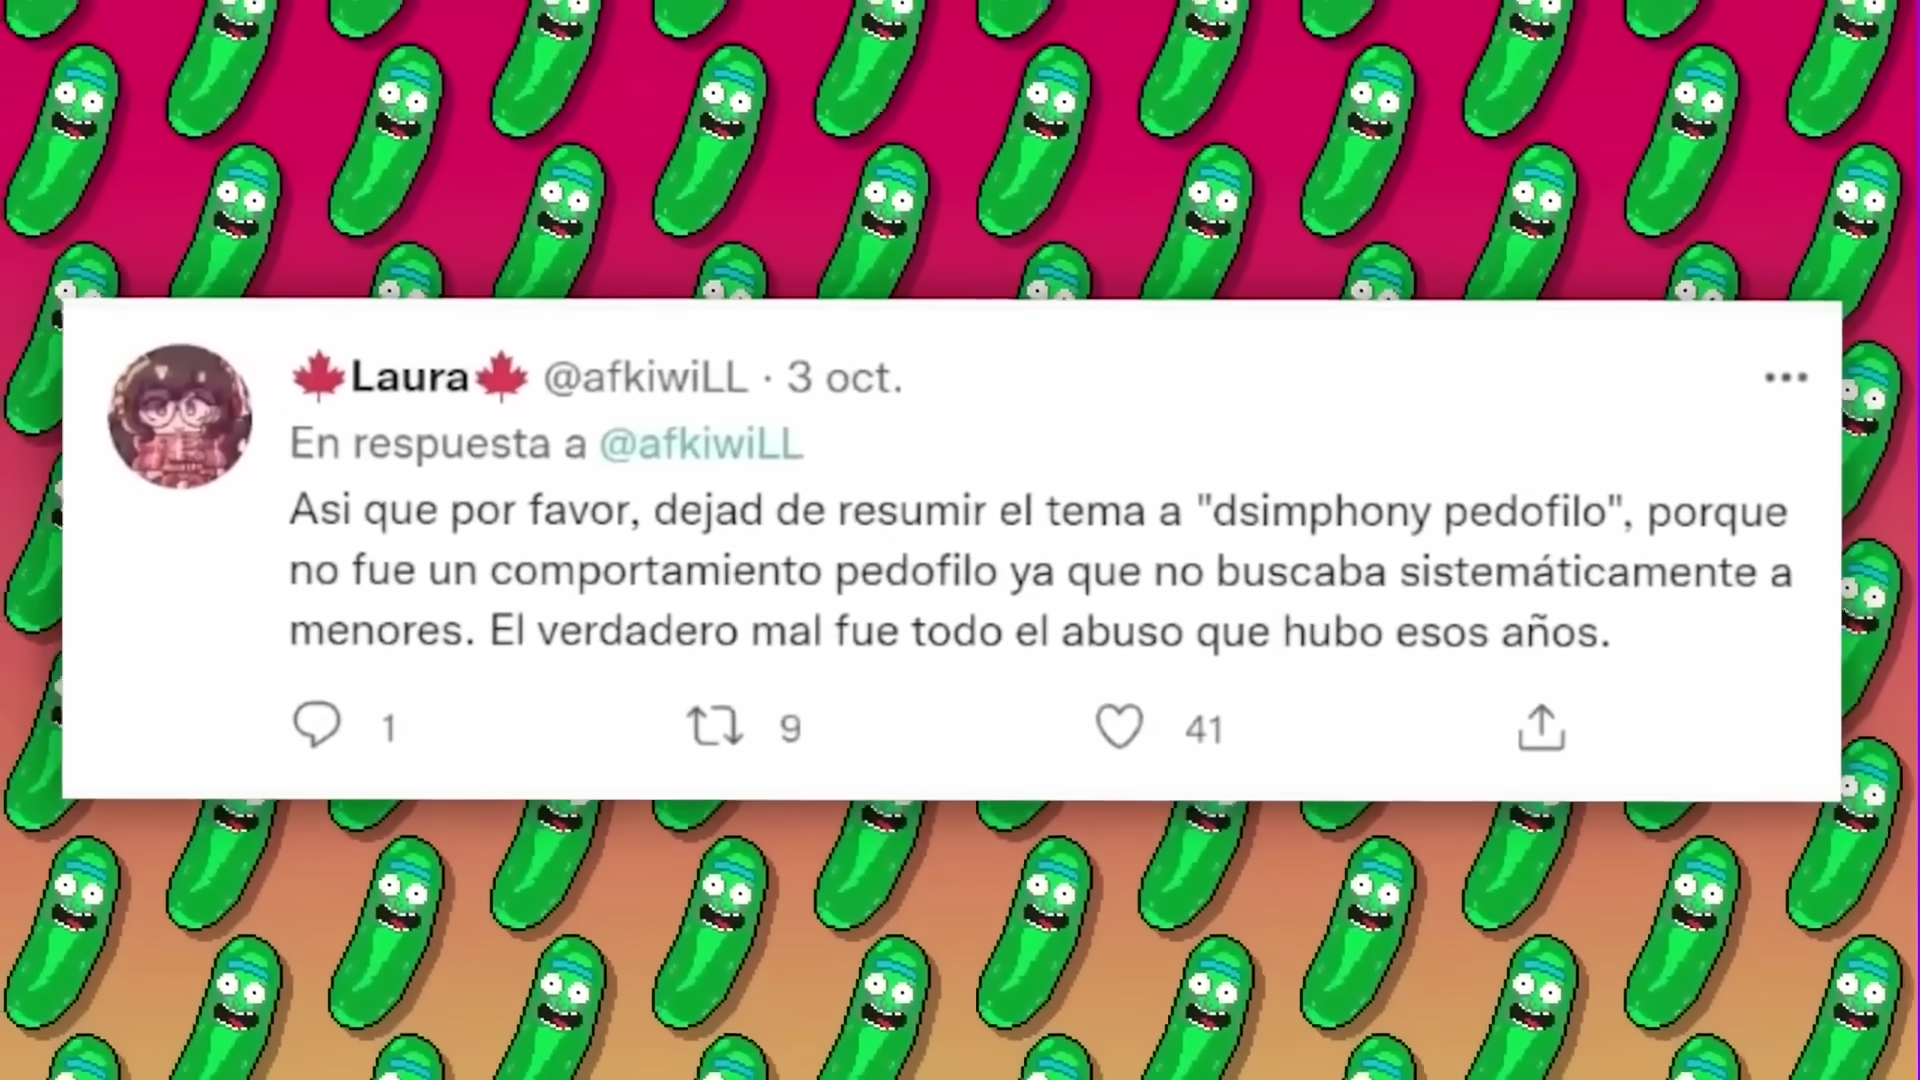 🍁Laura🍁 @afkiwiLL · 3 oct.
En respuesta a @afkiwiLL
Asi que por favor, dejad de resumir el tema a "dsimphony pedofilo", porque
no fue un comportamiento pedofilo ya que no buscaba sistemáticamente a
menores. El verdadero mal fue todo el abuso que hubo esos años.
1 9 41